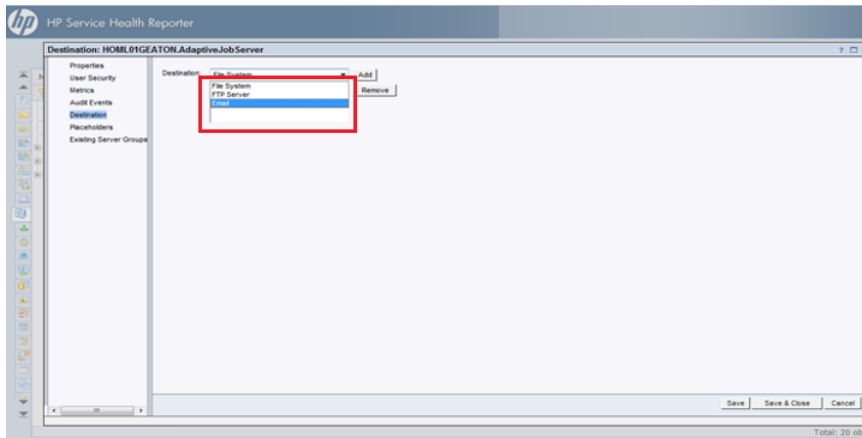 hp HP Service Health Reporter
Destination: HOML01GEATON.AdaptiveJobServer
Properties
User Security
Metrics
Audit Events
Destination
Placeholders
Existing Server Groups
Destination: File System Add
File System
FTP Server
Email
Remove
Save Save & Close Cancel
Total: 20 ob